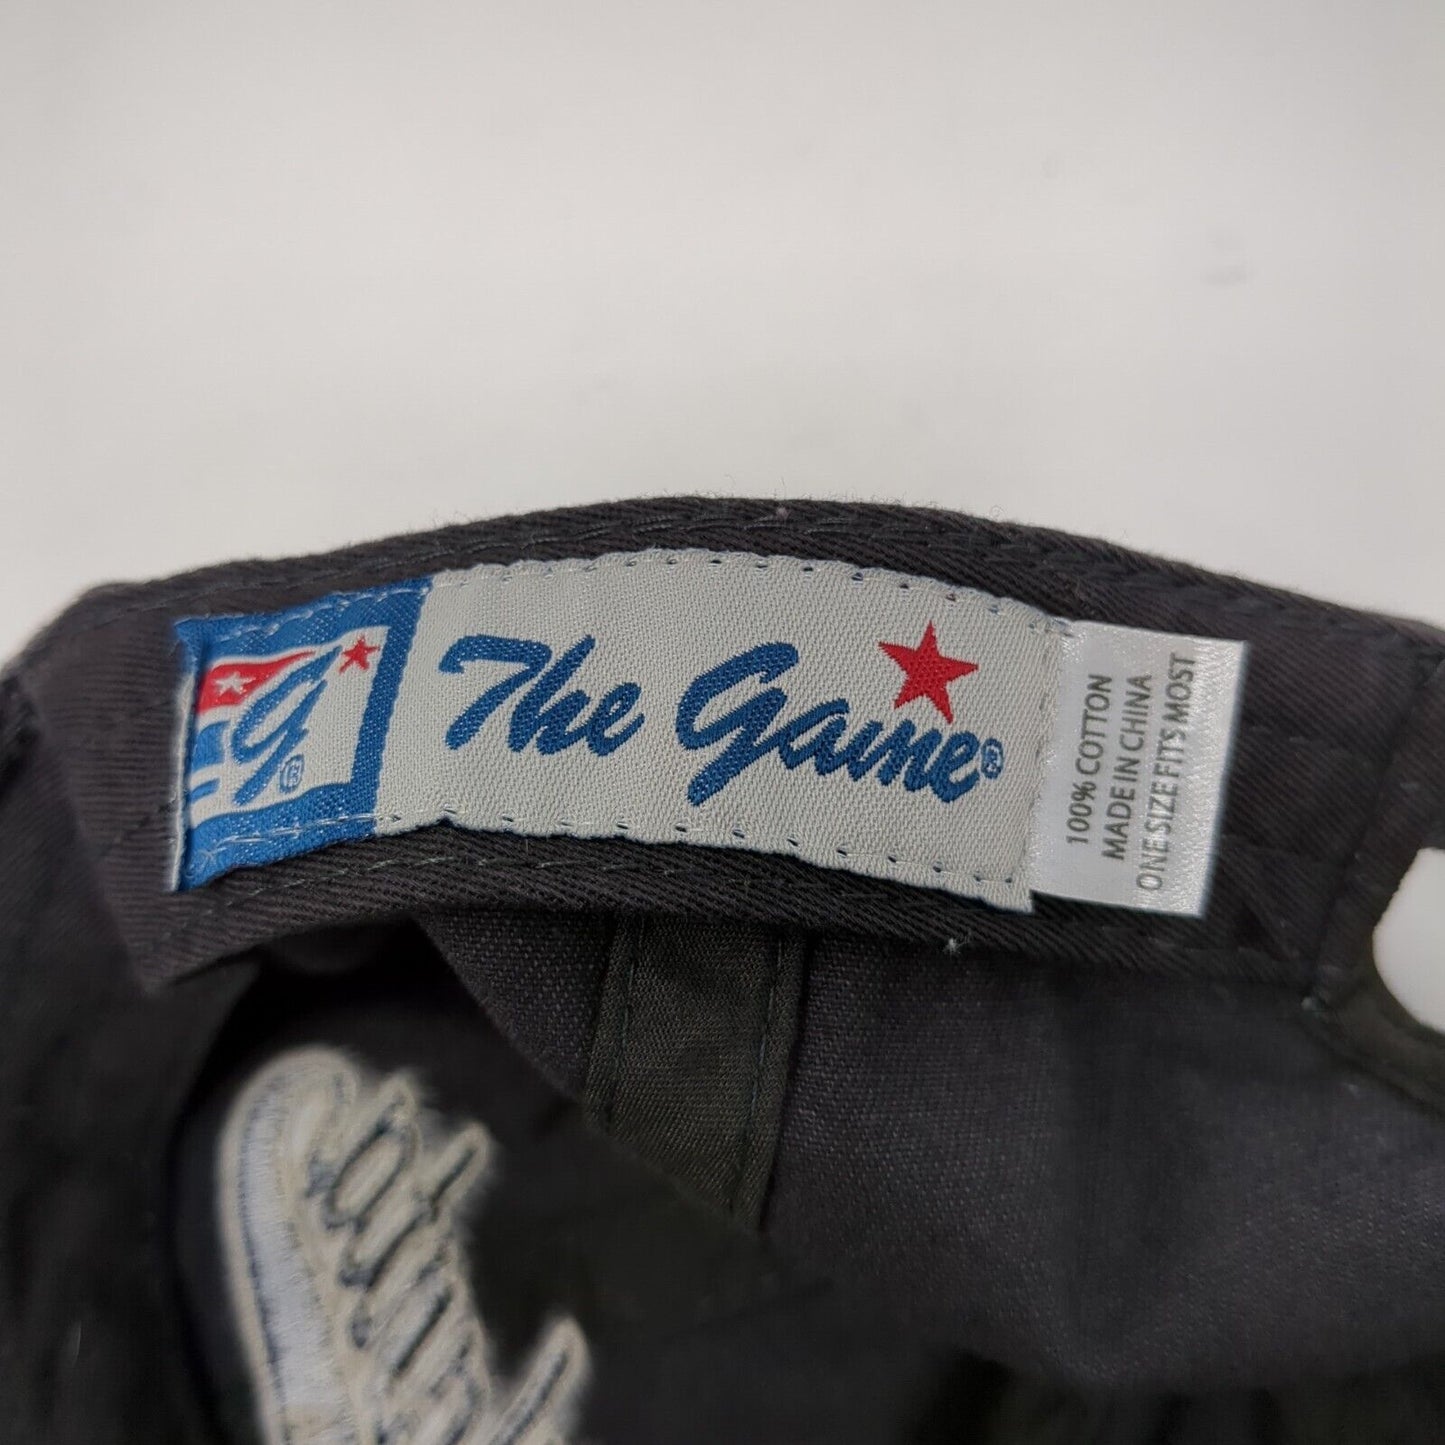 g®
The Game®
100% COTTON
MADE IN CHINA
ONE SIZE FITS MOST